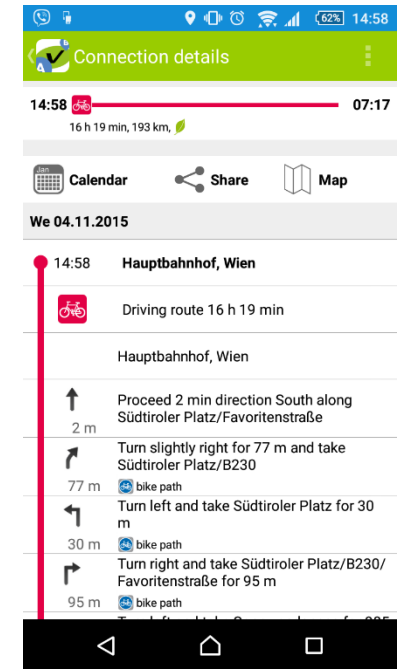 62% 14:58
Connection details
14:58 07:17
16 h 19 min, 193 km,
Jan
Calendar Share Map
We 04.11.2015
14:58 Hauptbahnhof, Wien
Driving route 16 h 19 min
Hauptbahnhof, Wien
Proceed 2 min direction South along
Südtiroler Platz/Favoritenstraße
2 m
Turn slightly right for 77 m and take
Südtiroler Platz/B230
77 m bike path
Turn left and take Südtiroler Platz for 30
m
30 m bike path
Turn right and take Südtiroler Platz/B230/
Favoritenstraße for 95 m
95 m bike path